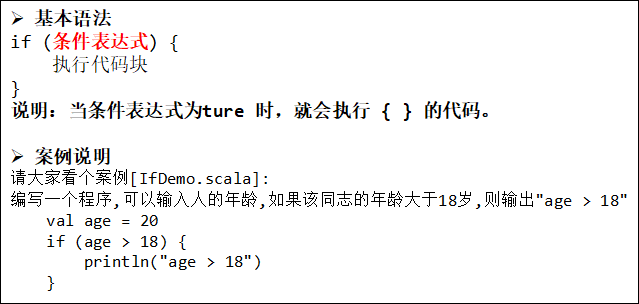 ➢ 基本语法
if (条件表达式) {
    执行代码块
}
说明：当条件表达式为ture 时，就会执行 { } 的代码。
➢ 案例说明
请大家看个案例[IfDemo.scala]:
编写一个程序,可以输入人的年龄,如果该同志的年龄大于18岁,则输出"age > 18"
    val age = 20
    if (age > 18) {
        println("age > 18")
    }